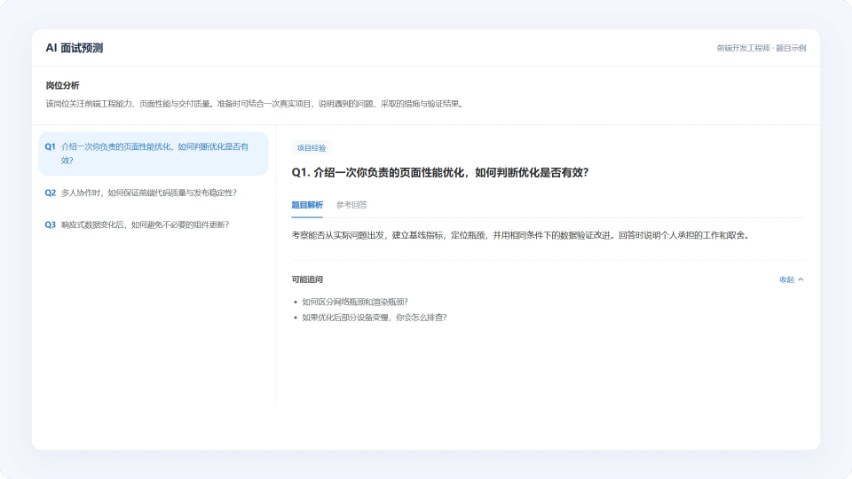 AI 面试预测
前端开发工程师 · 题目示例
岗位分析
该岗位关注前端工程能力、页面性能与交付质量。准备时可结合一次真实项目，说明遇到的问题、采取的措施与验证结果。
Q1 介绍一次你负责的页面性能优化，如何判断优化是否有
效？
Q2 多人协作时，如何保证前端代码质量与发布稳定性？
Q3 响应式数据变化后，如何避免不必要的组件更新？
项目经验
Q1. 介绍一次你负责的页面性能优化，如何判断优化是否有效？
题目解析 参考回答
考察能否从实际问题出发，建立基线指标，定位瓶颈，并用相同条件下的数据验证改进。回答时说明个人承担的工作和取舍。
可能追问
收起
• 如何区分网络瓶颈和渲染瓶颈？
• 如果优化后部分设备变慢，你会怎么排查？